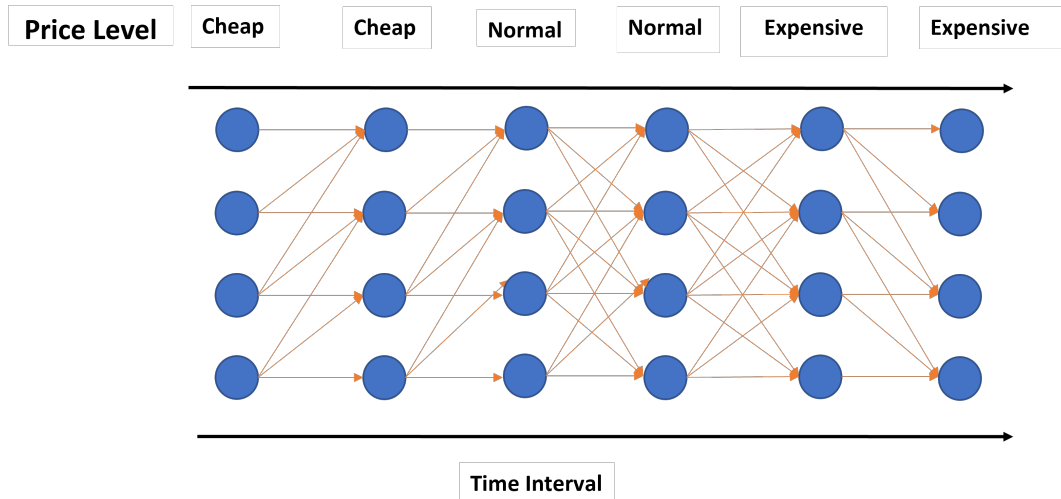 Price Level
Cheap
Cheap
Normal
Normal
Expensive
Expensive
Time Interval